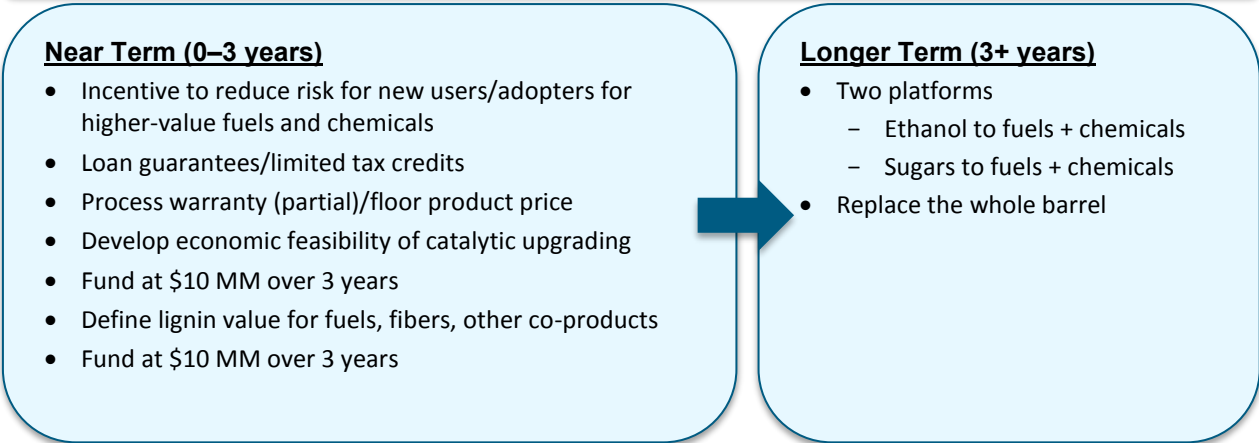 Near Term (0–3 years)
• Incentive to reduce risk for new users/adopters for
higher-value fuels and chemicals
• Loan guarantees/limited tax credits
• Process warranty (partial)/floor product price
• Develop economic feasibility of catalytic upgrading
• Fund at $10 MM over 3 years
• Define lignin value for fuels, fibers, other co-products
• Fund at $10 MM over 3 years
Longer Term (3+ years)
• Two platforms
− Ethanol to fuels + chemicals
− Sugars to fuels + chemicals
• Replace the whole barrel